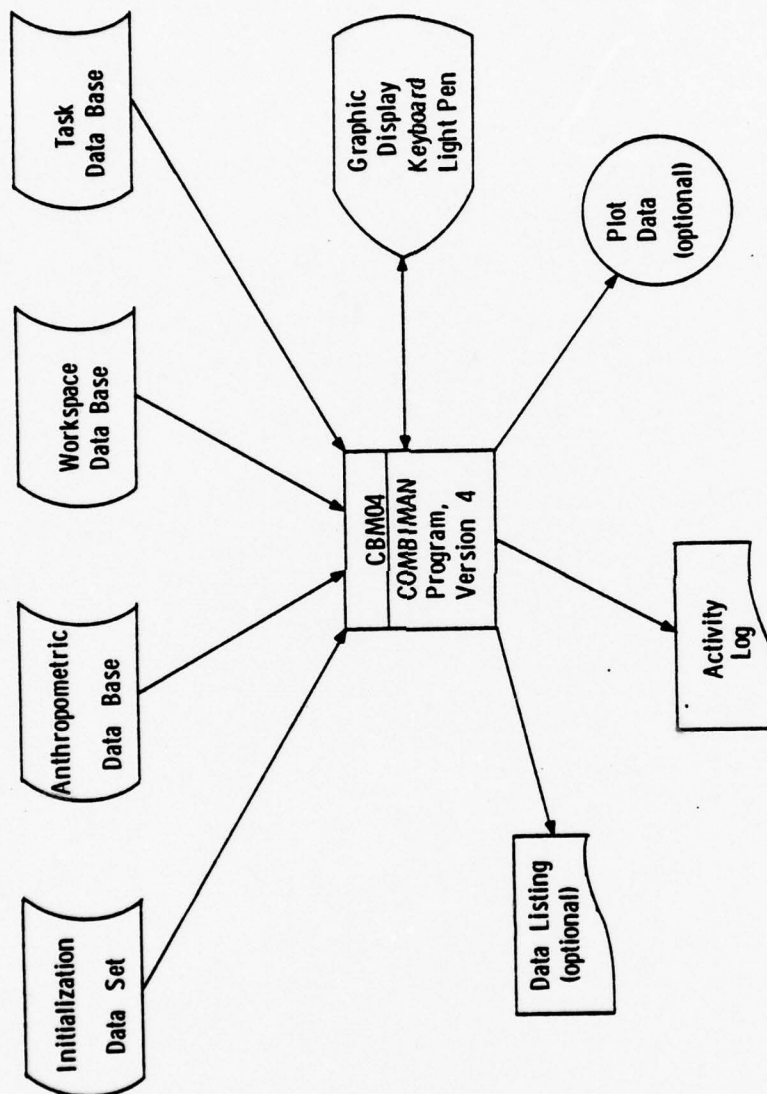 Initialization
Data Set
Anthropometric
Data Base
Workspace
Data Base
Task
Data Base
CBM04
COMBIMAN
Program,
Version 4
Graphic
Display
Keyboard
Light Pen
Data Listing
(optional)
Activity
Log
Plot
Data
(optional)